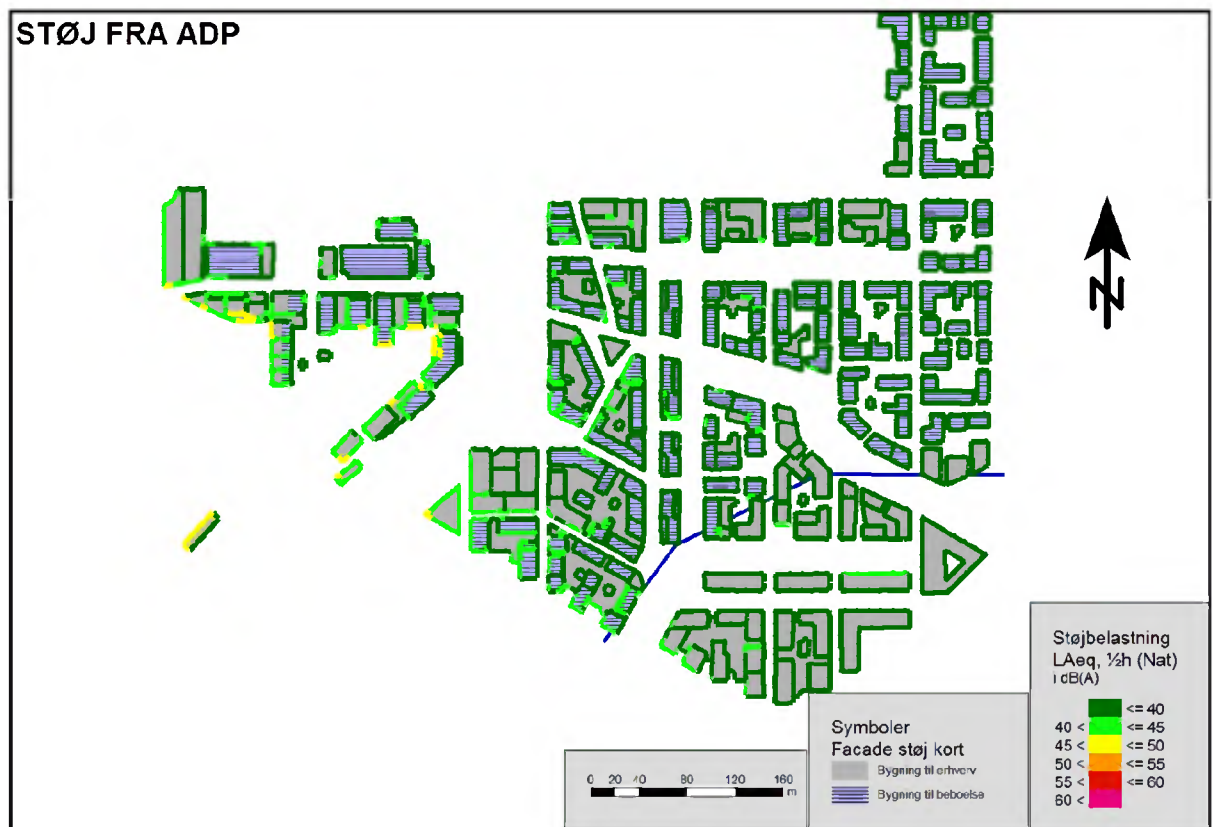 STØJ FRA ADP
N
Støjbelastning
LAeq, ½h (Nat)
i dB(A)
<= 40
40 < <= 45
45 < <= 50
50 < <= 55
55 < <= 60
60 <
Symboler
Facade støj kort
Bygning til erhverv
Bygning til beboelse
0 20 40 80 120 160
m